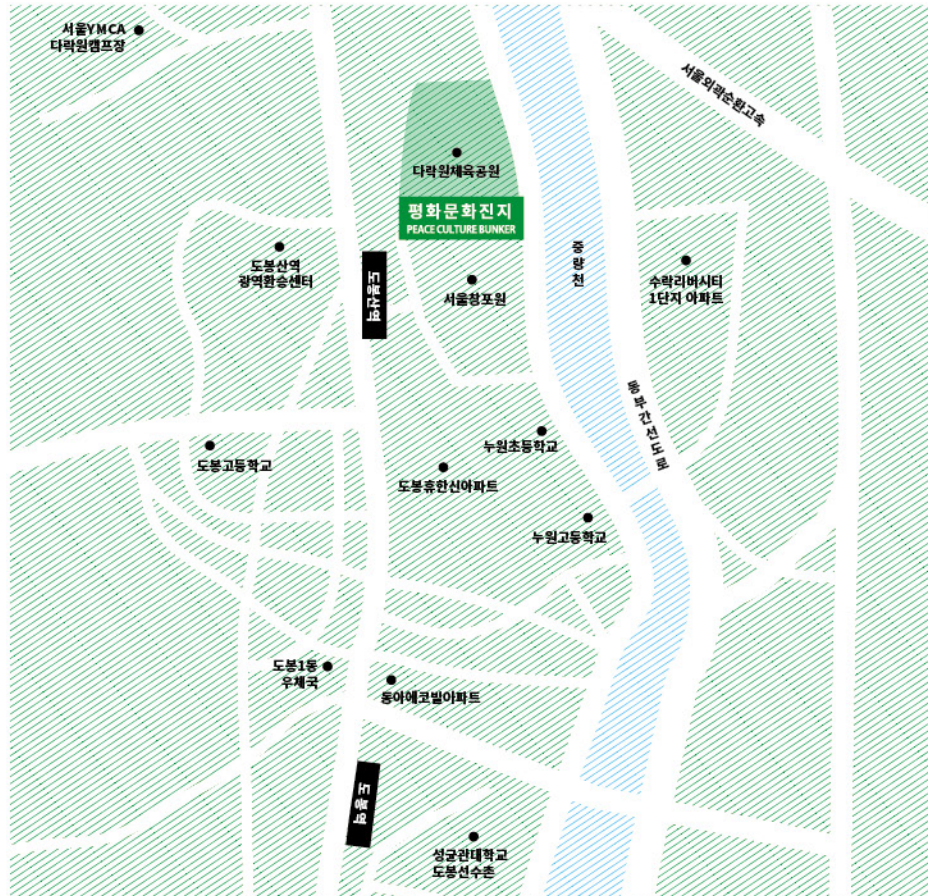 서울YMCA
다락원캠프장
서울외곽순환고속
다락원체육공원
평화문화진지
PEACE CULTURE BUNKER
중랑천
도봉산역
광역환승센터
도봉산역
서울창포원
수락리버시티
1단지 아파트
동부간선도로
누원초등학교
도봉고등학교
도봉휴한신아파트
누원고등학교
도봉1동
우체국
동아에코빌아파트
도봉역
성균관대학교
도봉선수촌